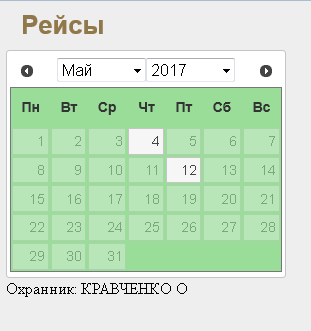 Рейсы
Май 2017
Пн Вт Ср Чт Пт Сб Вс
1 2 3 4 5 6 7
8 9 10 11 12 13 14
15 16 17 18 19 20 21
22 23 24 25 26 27 28
29 30 31
Охранник: КРАВЧЕНКО О